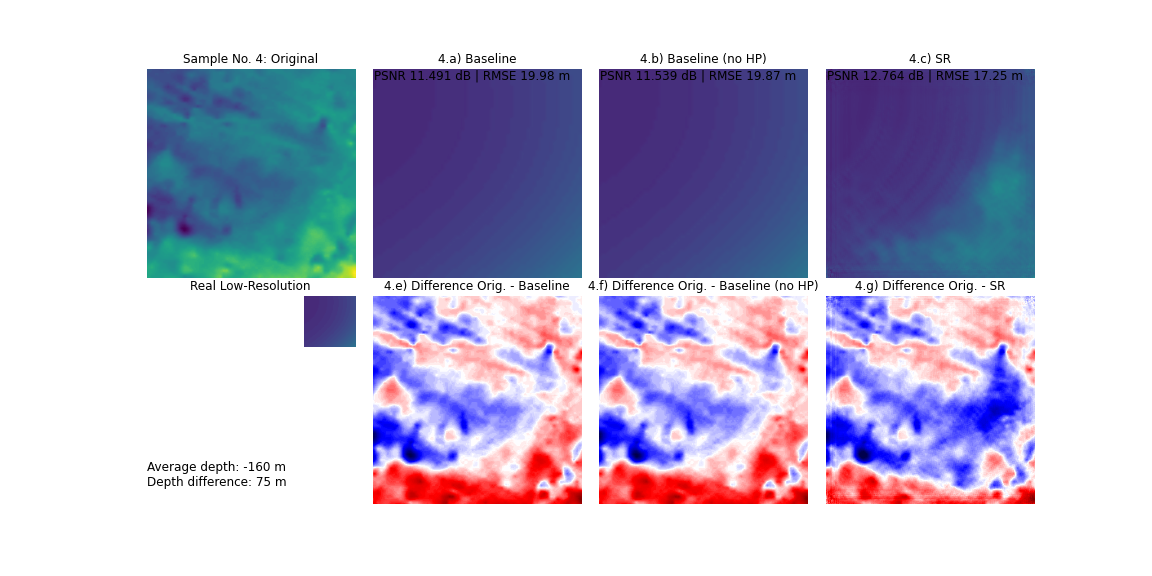 Sample No. 4: Original
4.a) Baseline
4.b) Baseline (no HP)
4.c) SR
PSNR 11.491 dB | RMSE 19.98 m
PSNR 11.539 dB | RMSE 19.87 m
PSNR 12.764 dB | RMSE 17.25 m
Real Low-Resolution
4.e) Difference Orig. - Baseline
4.f) Difference Orig. - Baseline (no HP)
4.g) Difference Orig. - SR
Average depth: -160 m
Depth difference: 75 m